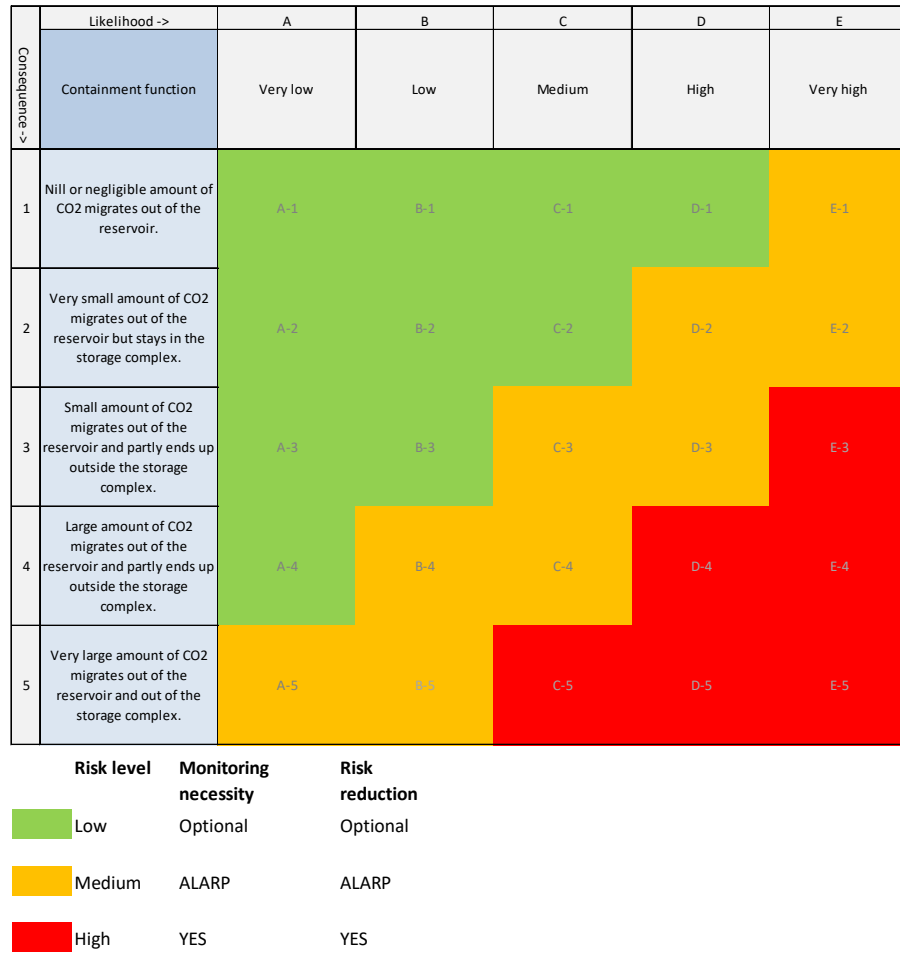 Likelihood -> A B C D E
Consequence ->
Containment function Very low Low Medium High Very high
1
Nill or negligible amount of
CO2 migrates out of the
reservoir.
A-1 B-1 C-1 D-1 E-1
2
Very small amount of CO2
migrates out of the
reservoir but stays in the
storage complex.
A-2 B-2 C-2 D-2 E-2
3
Small amount of CO2
migrates out of the
reservoir and partly ends up
outside the storage
complex.
A-3 B-3 C-3 D-3 E-3
4
Large amount of CO2
migrates out of the
reservoir and partly ends up
outside the storage
complex.
A-4 B-4 C-4 D-4 E-4
5
Very large amount of CO2
migrates out of the
reservoir and out of the
storage complex.
A-5 B-5 C-5 D-5 E-5
Risk level Monitoring Risk
necessity reduction
Low Optional Optional
Medium ALARP ALARP
High YES YES